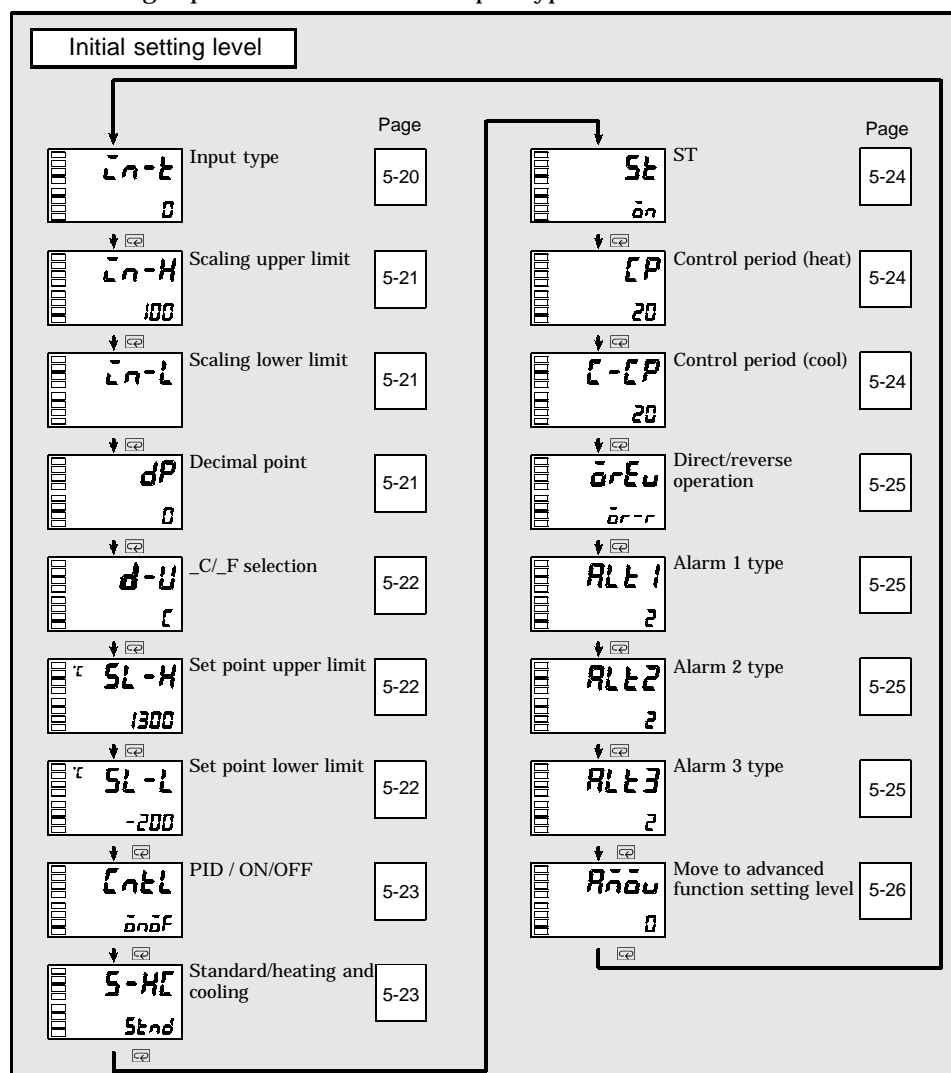 Initial setting level
Page
in-t
0
Input type
5-20
in-H
100
Scaling upper limit
5-21
in-L
Scaling lower limit
5-21
dP
0
Decimal point
5-21
d-U
C
_C/_F selection
5-22
°C SL-H
1300
Set point upper limit
5-22
°C SL-L
-200
Set point lower limit
5-22
CntL
onoF
PID / ON/OFF
5-23
S-HC
Stnd
Standard/heating and
cooling
5-23
Page
St
on
ST
5-24
CP
20
Control period (heat)
5-24
C-CP
20
Control period (cool)
5-24
orEv
or-r
Direct/reverse
operation
5-25
ALt1
2
Alarm 1 type
5-25
ALt2
2
Alarm 2 type
5-25
ALt3
2
Alarm 3 type
5-25
Amov
0
Move to advanced
function setting level
5-26